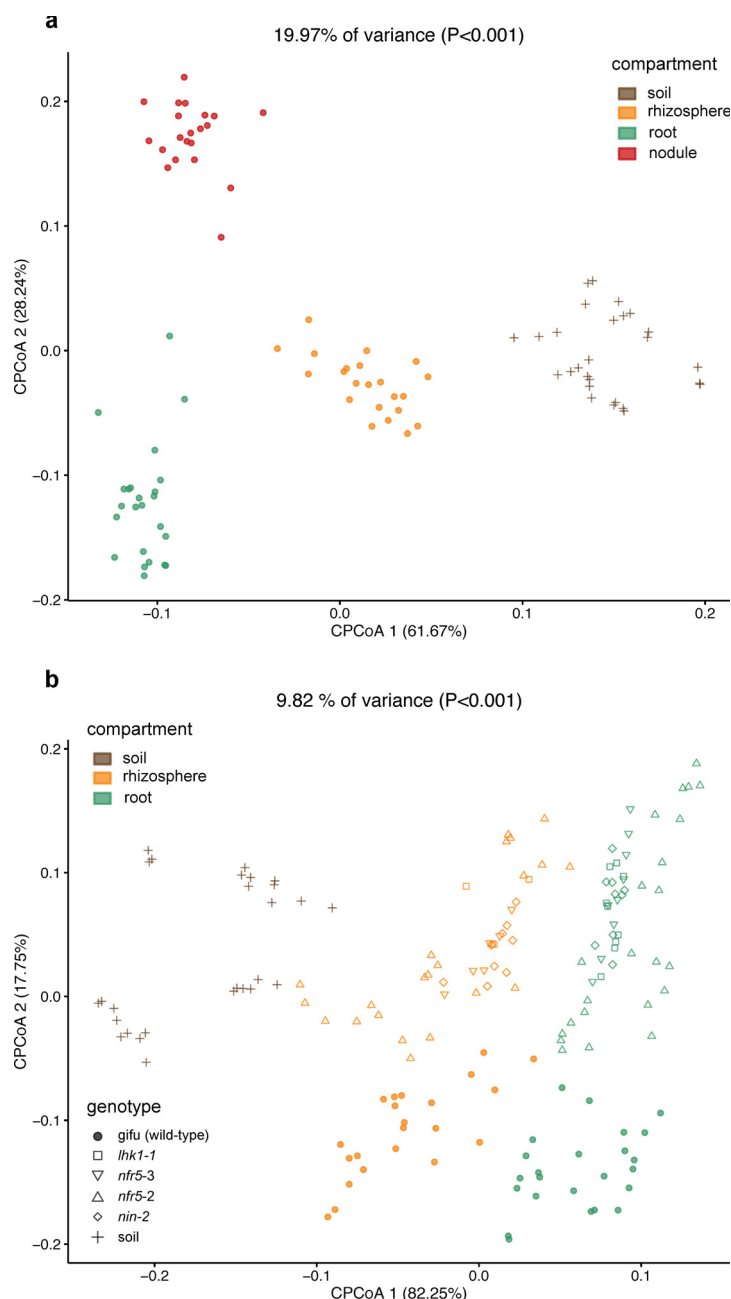 a
19.97% of variance (P<0.001)
compartment
soil
rhizosphere
root
nodule
CPCoA 2 (28.24%)
0.2
0.1
0.0
−0.1
−0.2
−0.1
0.0
0.1
0.2
CPCoA 1 (61.67%)
b
9.82 % of variance (P<0.001)
compartment
soil
rhizosphere
root
CPCoA 2 (17.75%)
0.2
0.1
0.0
−0.1
−0.2
genotype
gifu (wild-type)
lhk1-1
nfr5-3
nfr5-2
nin-2
soil
−0.2
−0.1
0.0
0.1
CPCoA 1 (82.25%)